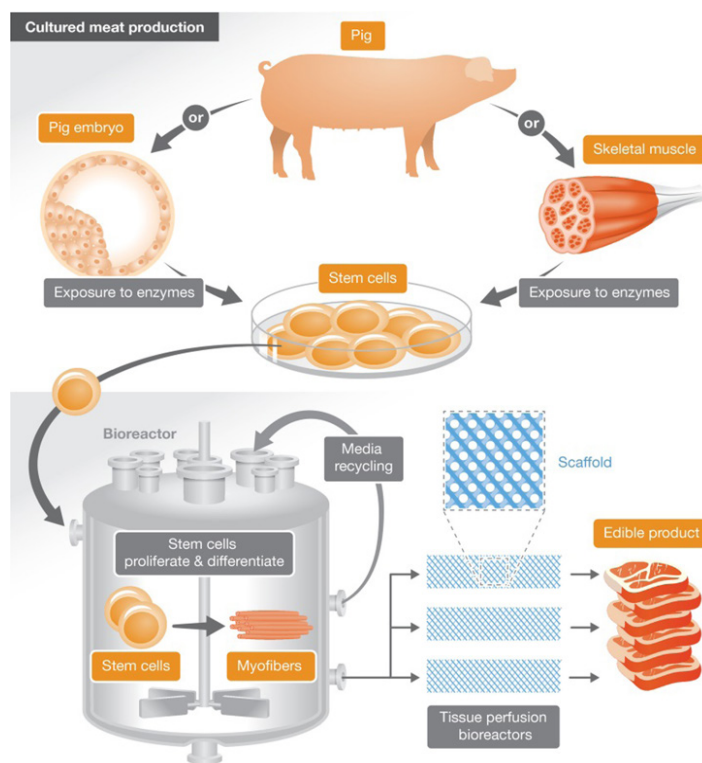 Cultured meat production
Pig
or
or
Pig embryo
Skeletal muscle
Stem cells
Exposure to enzymes
Exposure to enzymes
Bioreactor
Media
recycling
Scaffold
Stem cells
proliferate & differentiate
Edible product
Stem cells
Myofibers
Tissue perfusion
bioreactors